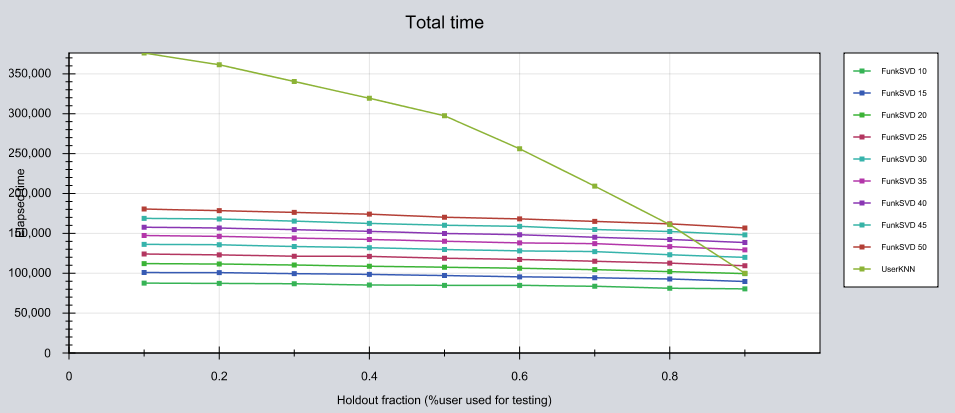 Total time
350,000
300,000
250,000
200,000
150,000
100,000
50,000
0
Elapsed time
0
0.2
0.4
0.6
0.8
Holdout fraction (%user used for testing)
FunkSVD 10
FunkSVD 15
FunkSVD 20
FunkSVD 25
FunkSVD 30
FunkSVD 35
FunkSVD 40
FunkSVD 45
FunkSVD 50
UserKNN